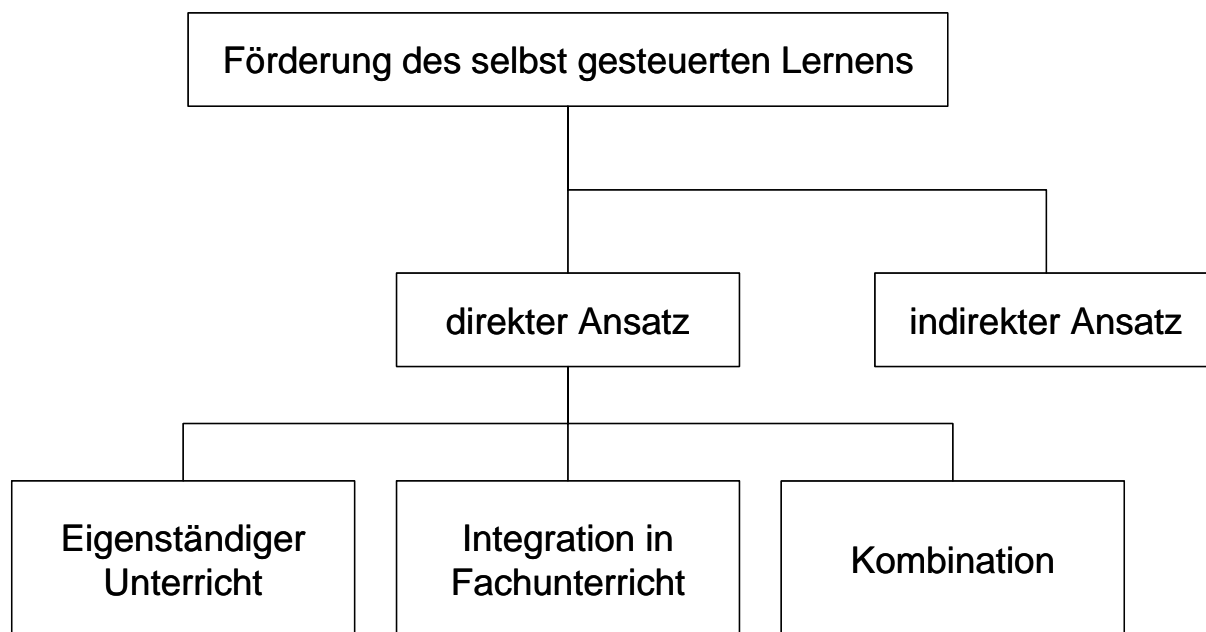 Förderung des selbst gesteuerten Lernens
direkter Ansatz
indirekter Ansatz
Eigenständiger
Unterricht
Integration in
Fachunterricht
Kombination